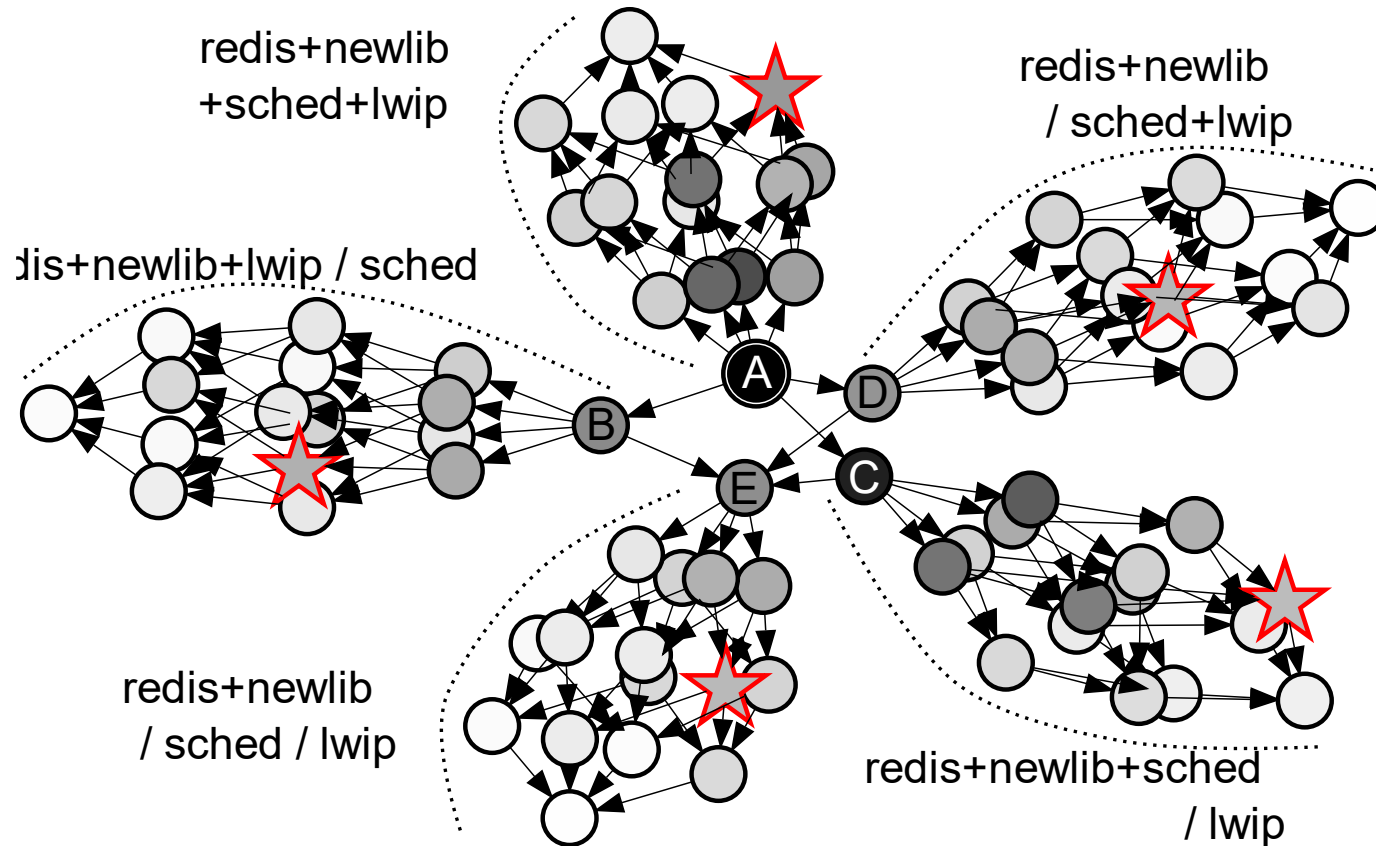 redis+newlib
+sched+lwip
redis+newlib
/ sched+lwip
dis+newlib+lwip / sched
A
D
B
C
E
redis+newlib
/ sched / lwip
redis+newlib+sched
/ lwip